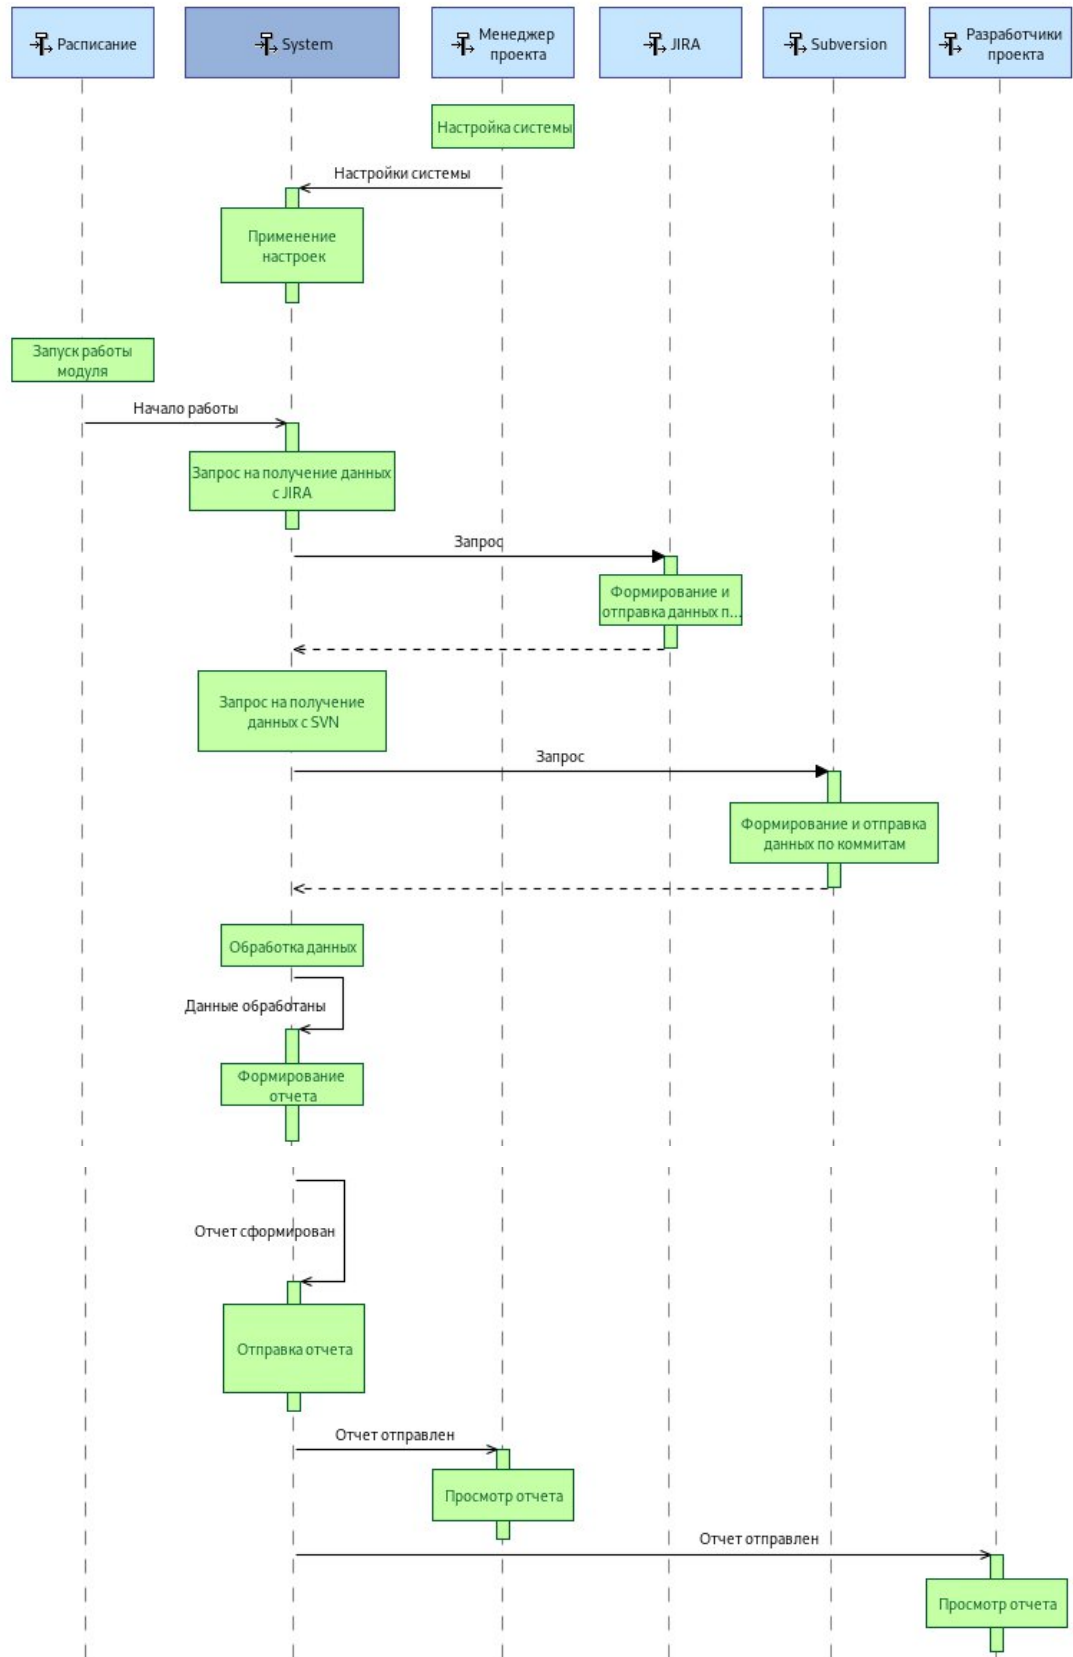 Расписание
System
Менеджер
проекта
JIRA
Subversion
Разработчики
проекта
Настройка системы
Настройки системы
Применение
настроек
Запуск работы
модуля
Начало работы
Запрос на получение данных
с JIRA
Запрос
Формирование и
отправка данных п...
Запрос на получение
данных с SVN
Запрос
Формирование и отправка
данных по коммитам
Обработка данных
Данные обработаны
Формирование
отчета
Отчет сформирован
Отправка отчета
Отчет отправлен
Просмотр отчета
Отчет отправлен
Просмотр отчета